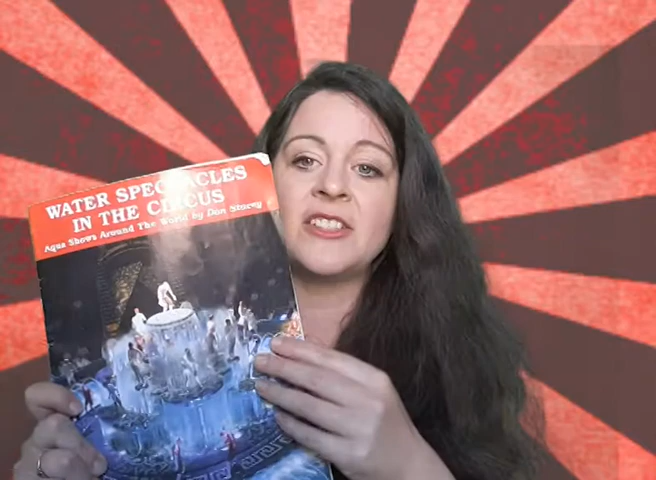 WATER SPECTACLES
IN THE CIRCUS
Aqua Shows Around The World by Don Storey